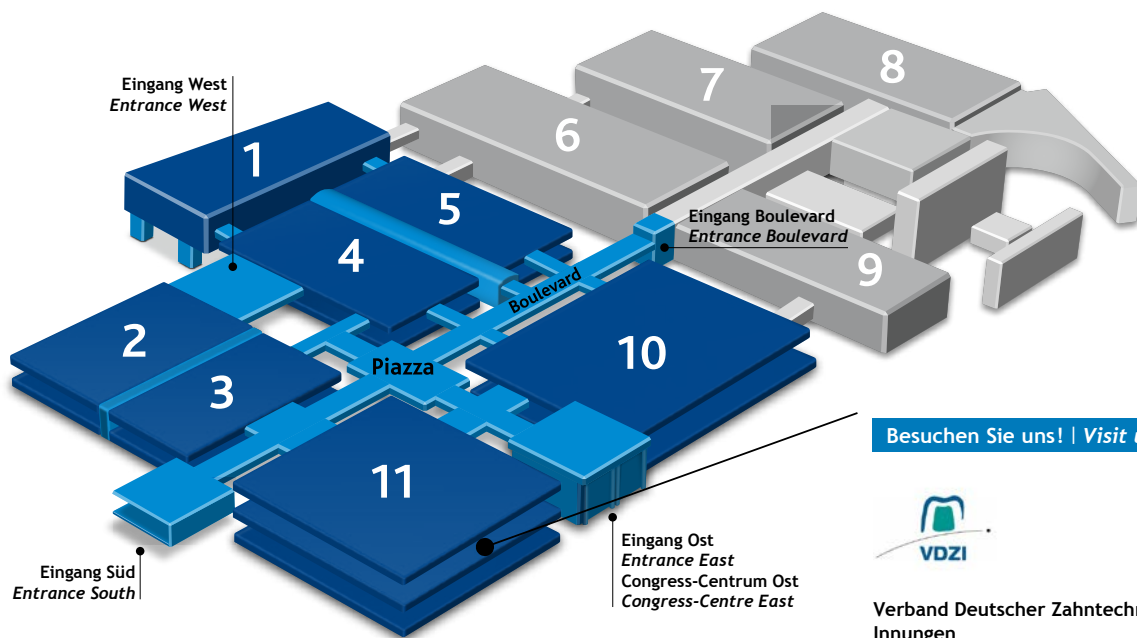 8
7
Eingang West
Entrance West
6
1
5
Eingang Boulevard
Entrance Boulevard
4
9
Boulevard
2
10
Piazza
3
Besuchen Sie uns! | Visit
11
VDZI
Eingang Ost
Entrance East
Congress-Centrum Ost
Congress-Centre East
Eingang Süd
Entrance South
Verband Deutscher Zahntech
Innungen